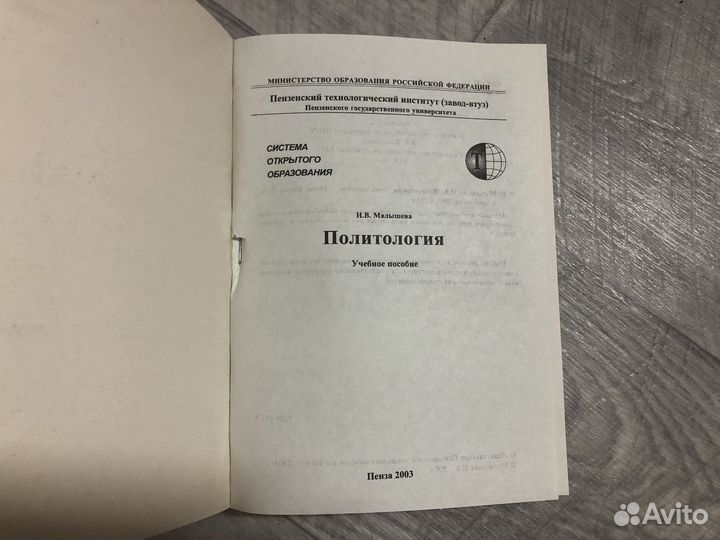 МИНИСТЕРСТВО ОБРАЗОВАНИЯ РОССИЙСКОЙ ФЕДЕРАЦИИ
Пензенский технологический институт (завод-втуз)
Пензенского государственного университета
СИСТЕМА
ОТКРЫТОГО
ОБРАЗОВАНИЯ
Т
Н.В. Малышева
Политология
Учебное пособие
Пенза 2003
Avito